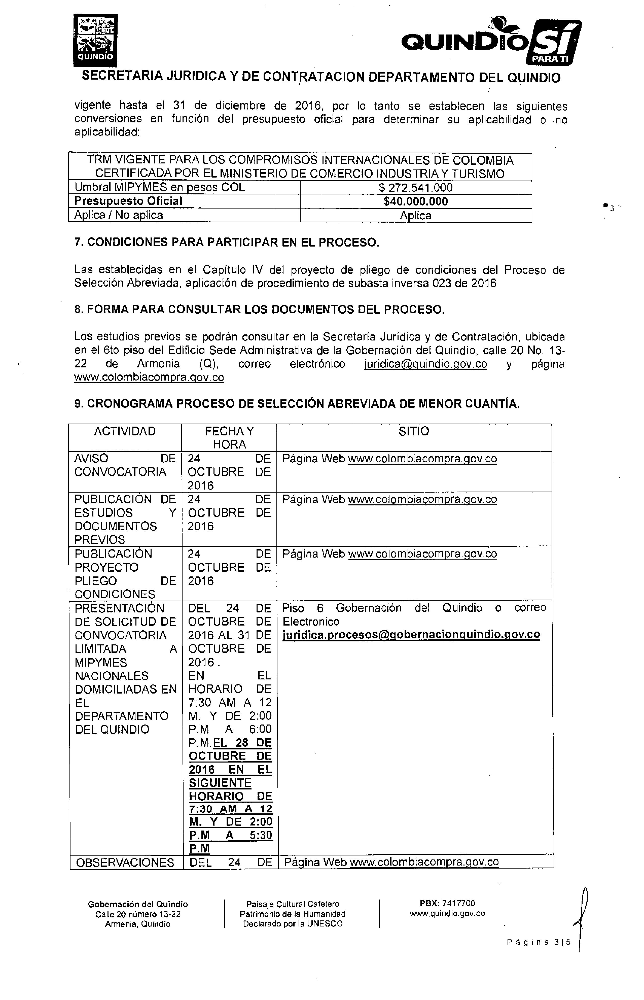 QUINDÍO
QUINDÍO SÍ
PARA TI
SECRETARIA JURIDICA Y DE CONTRATACION DEPARTAMENTO DEL QUINDIO
vigente hasta el 31 de diciembre de 2016, por lo tanto se establecen las siguientes
conversiones en función del presupuesto oficial para determinar su aplicabilidad o no
aplicabilidad:
TRM VIGENTE PARA LOS COMPROMISOS INTERNACIONALES DE COLOMBIA
CERTIFICADA POR EL MINISTERIO DE COMERCIO INDUSTRIA Y TURISMO
Umbral MIPYMES en pesos COL $ 272.541.000
Presupuesto Oficial $40.000.000
Aplica / No aplica Aplica
3
7. CONDICIONES PARA PARTICIPAR EN EL PROCESO.
Las establecidas en el Capítulo IV del proyecto de pliego de condiciones del Proceso de
Selección Abreviada, aplicación de procedimiento de subasta inversa 023 de 2016
8. FORMA PARA CONSULTAR LOS DOCUMENTOS DEL PROCESO.
Los estudios previos se podrán consultar en la Secretaría Jurídica y de Contratación, ubicada
en el 6to piso del Edificio Sede Administrativa de la Gobernación del Quindío, calle 20 No. 13-
22 de Armenia (Q), correo electrónico juridica@quindio.gov.co y página
www.colombiacompra.gov.co
9. CRONOGRAMA PROCESO DE SELECCIÓN ABREVIADA DE MENOR CUANTÍA.
ACTIVIDAD
FECHA Y
HORA
SITIO
AVISO DE
CONVOCATORIA
24 DE
OCTUBRE DE
2016
Página Web www.colombiacompra.gov.co
PUBLICACIÓN DE
ESTUDIOS Y
DOCUMENTOS
PREVIOS
24 DE
OCTUBRE DE
2016
Página Web www.colombiacompra.gov.co
PUBLICACIÓN
PROYECTO
PLIEGO DE
CONDICIONES
24 DE
OCTUBRE DE
2016
Página Web www.colombiacompra.gov.co
PRESENTACIÓN
DE SOLICITUD DE
CONVOCATORIA
LIMITADA A
MIPYMES
NACIONALES
DOMICILIADAS EN
EL
DEPARTAMENTO
DEL QUINDIO
DEL 24 DE
OCTUBRE DE
2016 AL 31 DE
OCTUBRE DE
2016 .
EN EL
HORARIO DE
7:30 AM A 12
M. Y DE 2:00
P.M A 6:00
P.M.EL 28 DE
OCTUBRE DE
2016 EN EL
SIGUIENTE
HORARIO DE
7:30 AM A 12
M. Y DE 2:00
P.M A 5:30
P.M
Piso 6 Gobernación del Quindio o correo
Electronico
juridica.procesos@gobernacionquindio.gov.co
OBSERVACIONES
DEL 24 DE
Página Web www.colombiacompra.gov.co
Gobernación del Quindío
Calle 20 número 13-22
Armenia, Quindío
Paisaje Cultural Cafetero
Patrimonio de la Humanidad
Declarado por la UNESCO
PBX: 7417700
www.quindio.gov.co
Página 3|5